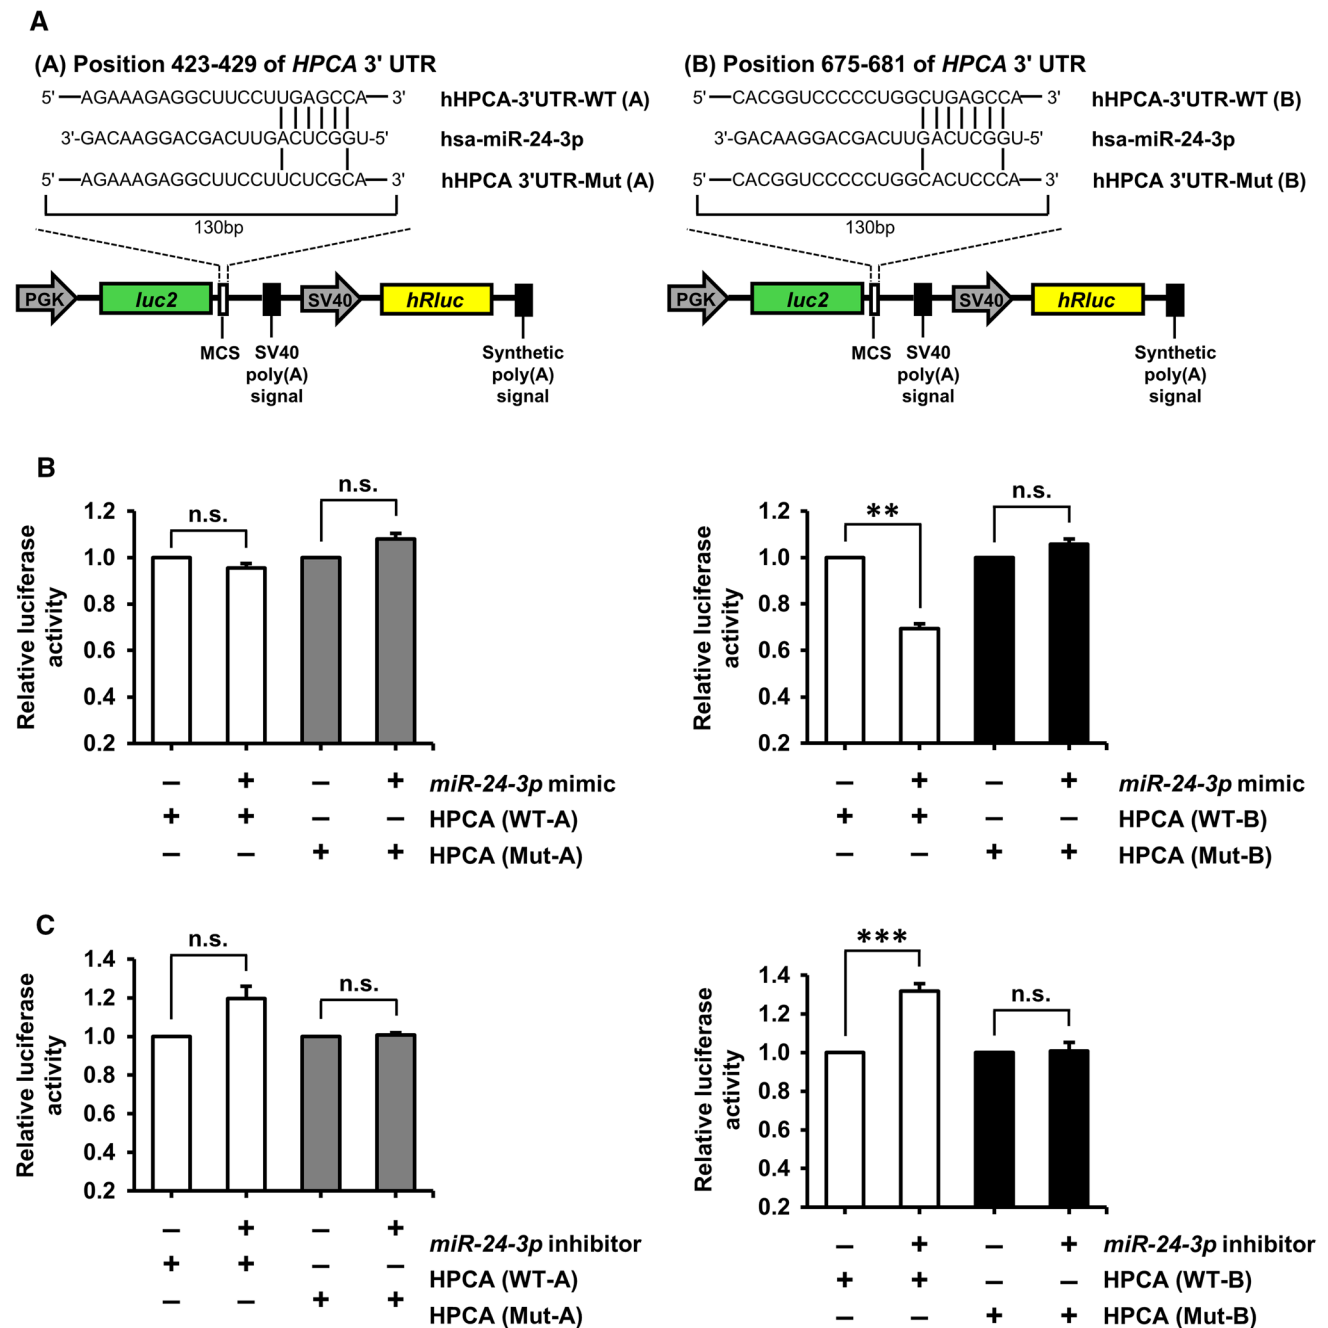 A
(A) Position 423-429 of HPCA 3' UTR
5'—AGAAAGAGGCUUCCUUGAGCCA—3' hHPCA-3'UTR-WT (A)
3'-GACAAGGACGACUUGACUCGGU-5' hsa-miR-24-3p
5'—AGAAAGAGGCUUCCUUCUCGCA—3' hHPCA 3'UTR-Mut (A)
130bp
PGK luc2 SV40 hRluc
MCS SV40 poly(A) signal Synthetic poly(A) signal
(B) Position 675-681 of HPCA 3' UTR
5'—CACGGUCCCCCUGGCUGAGCCA—3' hHPCA-3'UTR-WT (B)
3'-GACAAGGACGACUUGACUCGGU-5' hsa-miR-24-3p
5'—CACGGUCCCCCUGGCACUCCCA—3' hHPCA 3'UTR-Mut (B)
130bp
PGK luc2 SV40 hRluc
MCS SV40 poly(A) signal Synthetic poly(A) signal
B
Relative luciferase activity
1.2
1.0
0.8
0.6
0.4
0.2
n.s. n.s.
– + – + miR-24-3p mimic
+ + – – HPCA (WT-A)
– – + + HPCA (Mut-A)
Relative luciferase activity
1.2
1.0
0.8
0.6
0.4
0.2
** n.s.
– + – + miR-24-3p mimic
+ + – – HPCA (WT-B)
– – + + HPCA (Mut-B)
C
Relative luciferase activity
1.4
1.2
1.0
0.8
0.6
0.4
0.2
n.s. n.s.
– + – + miR-24-3p inhibitor
+ + – – HPCA (WT-A)
– – + + HPCA (Mut-A)
Relative luciferase activity
1.4
1.2
1.0
0.8
0.6
0.4
0.2
*** n.s.
– + – + miR-24-3p inhibitor
+ + – – HPCA (WT-B)
– – + + HPCA (Mut-B)